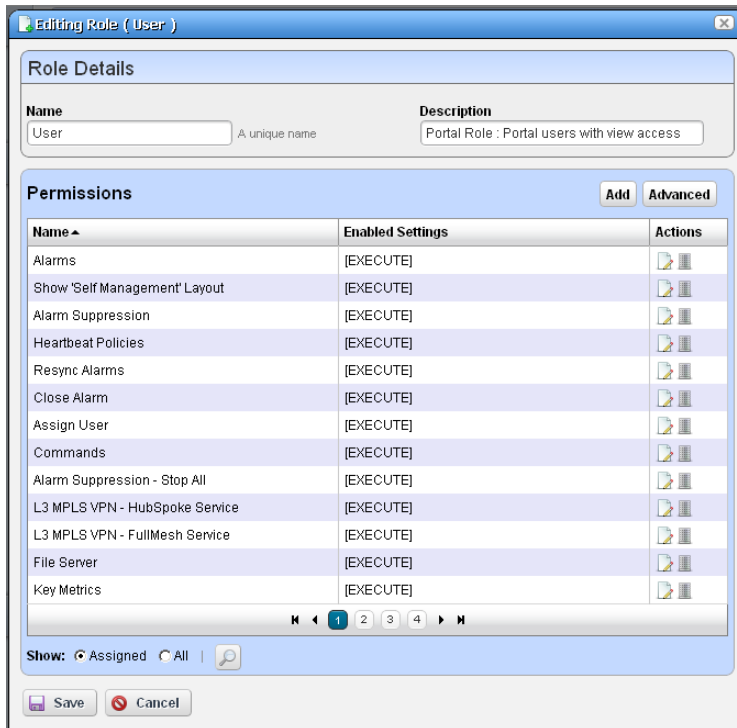 Editing Role ( User )
Role Details
Name
Description
User
A unique name
Portal Role : Portal users with view access
Permissions
Add
Advanced
Name
Enabled Settings
Actions
Alarms [EXECUTE]
Show 'Self Management' Layout [EXECUTE]
Alarm Suppression [EXECUTE]
Heartbeat Policies [EXECUTE]
Resync Alarms [EXECUTE]
Close Alarm [EXECUTE]
Assign User [EXECUTE]
Commands [EXECUTE]
Alarm Suppression - Stop All [EXECUTE]
L3 MPLS VPN - HubSpoke Service [EXECUTE]
L3 MPLS VPN - FullMesh Service [EXECUTE]
File Server [EXECUTE]
Key Metrics [EXECUTE]
1 2 3 4
Show: Assigned All |
Save Cancel